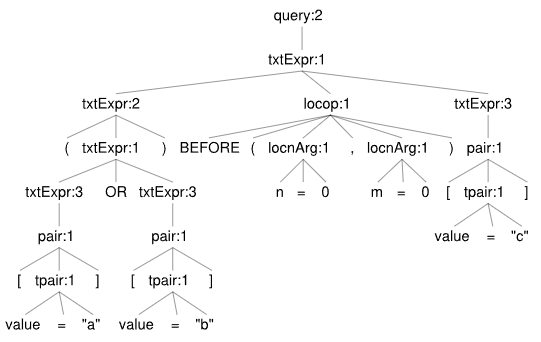 query:2
txtExpr:1
txtExpr:2 locop:1 txtExpr:3
( txtExpr:1 ) BEFORE ( locnArg:1 , locnArg:1 ) pair:1
txtExpr:3 OR txtExpr:3 n = 0 m = 0 [ tpair:1 ]
pair:1 pair:1 value = "c"
[ tpair:1 ] [ tpair:1 ]
value = "a" value = "b"